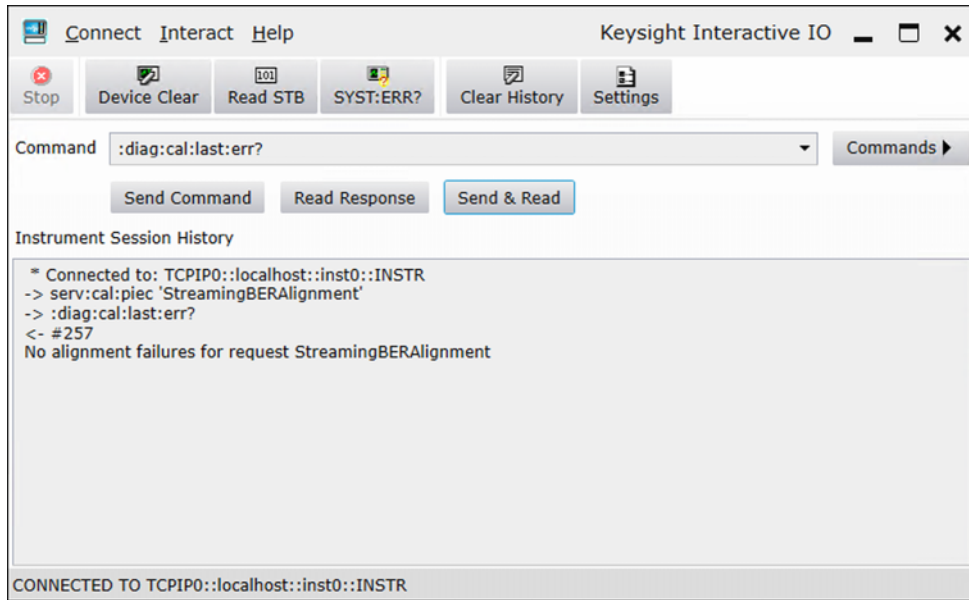 Connect Interact Help Keysight Interactive IO
101
Stop Device Clear Read STB SYST:ERR? Clear History Settings
Command :diag:cal:last:err? Commands
Send Command Read Response Send & Read
Instrument Session History
* Connected to: TCPIP0::localhost::inst0::INSTR
-> serv:cal:piec 'StreamingBERAlignment'
-> :diag:cal:last:err?
<- #257
No alignment failures for request StreamingBERAlignment
CONNECTED TO TCPIP0::localhost::inst0::INSTR